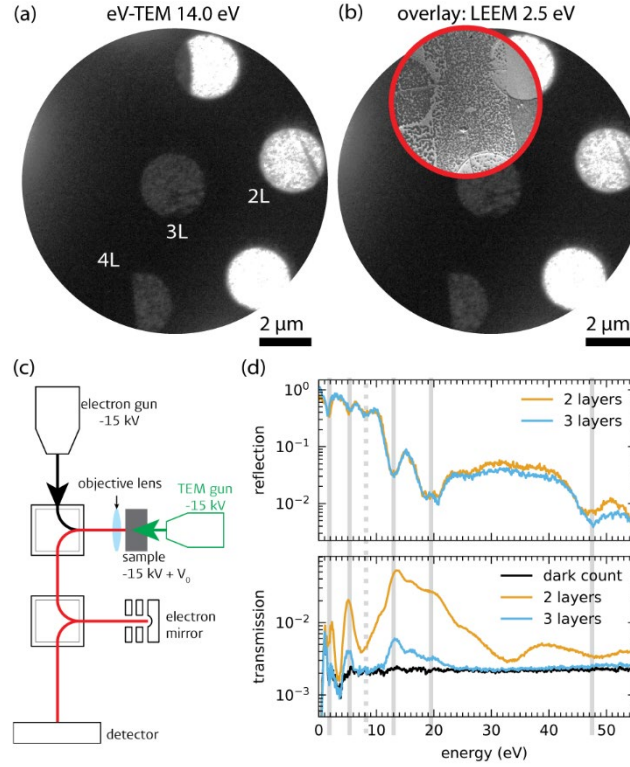 (a)
eV-TEM 14.0 eV
2L
3L
4L
2 μm
(b)
overlay: LEEM 2.5 eV
2 μm
(c)
electron gun
-15 kV
objective lens
TEM gun
-15 kV
sample
-15 kV + V₀
electron
mirror
detector
(d)
10⁰
10⁻¹
10⁻²
reflection
2 layers
3 layers
10⁻²
10⁻³
transmission
dark count
2 layers
3 layers
0 10 20 30 40 50
energy (eV)